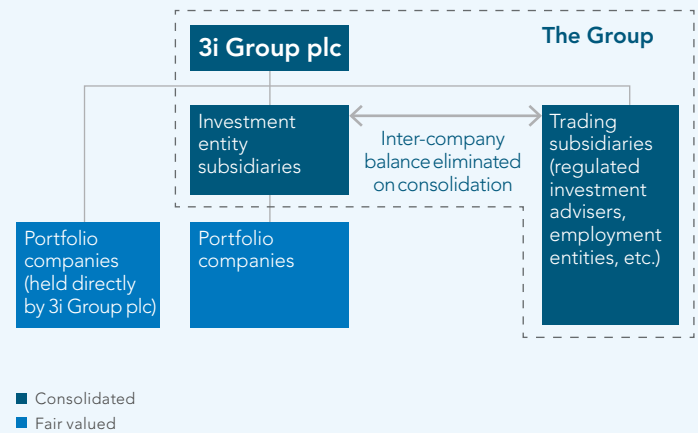 3i Group plc
The Group
Investment
entity
subsidiaries
Inter-company
balance eliminated
on consolidation
Trading
subsidiaries
(regulated
investment
advisers,
employment
entities, etc.)
Portfolio
companies
(held directly
by 3i Group plc)
Portfolio
companies
Consolidated
Fair valued